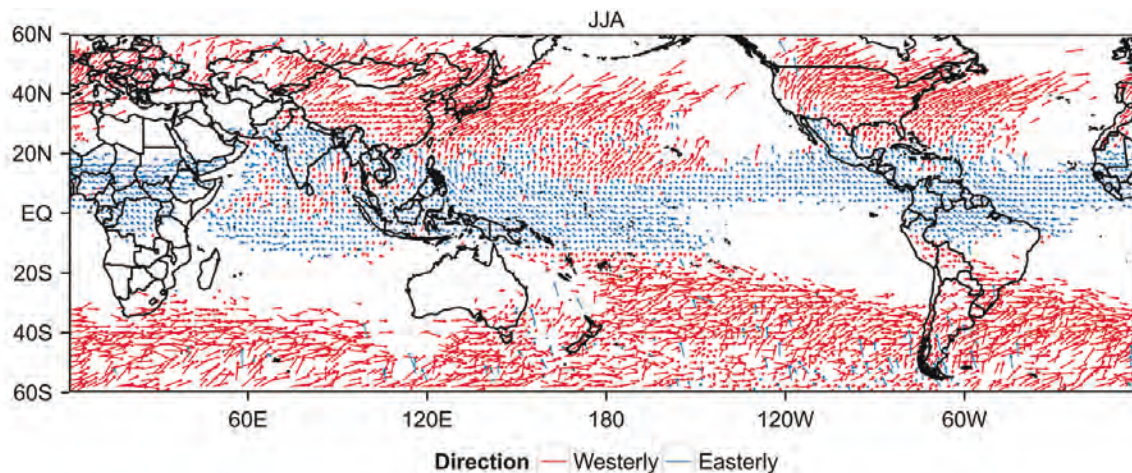 JJA
60N
40N
20N
EQ
20S
40S
60S
60E 120E 180 120W 60W
Direction Westerly Easterly